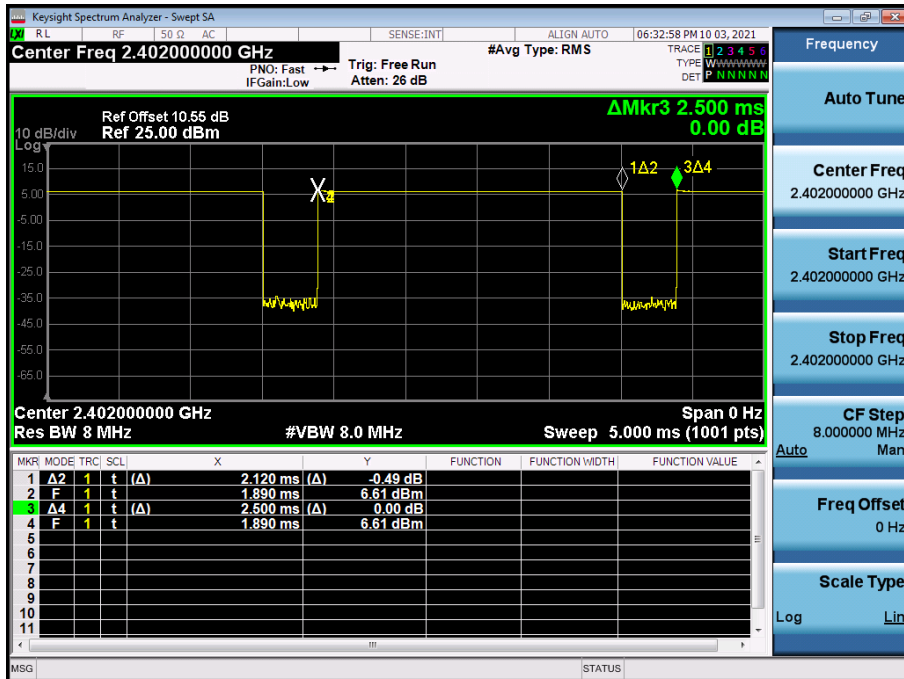 Keysight Spectrum Analyzer - Swept SA
LXI RL RF 50 Ω AC SENSE:INT ALIGN AUTO 06:32:58 PM 10 03, 2021
Center Freq 2.402000000 GHz
#Avg Type: RMS
TRACE 1 2 3 4 5 6
PNO: Fast Trig: Free Run
TYPE WWWWWW
IFGain:Low Atten: 26 dB
DET P N N N N N
Frequency
Auto Tune
Center Freq
2.402000000 GHz
Start Freq
2.402000000 GHz
Stop Freq
2.402000000 GHz
CF Step
8.000000 MHz
Auto Man
Freq Offset
0 Hz
Scale Type
Log Lin
ΔMkr3 2.500 ms
0.00 dB
Ref Offset 10.55 dB
10 dB/div Ref 25.00 dBm
Log
15.0
5.00
-5.00
-15.0
-25.0
-35.0
-45.0
-55.0
-65.0
1Δ2 3Δ4
Center 2.402000000 GHz Span 0 Hz
Res BW 8 MHz #VBW 8.0 MHz Sweep 5.000 ms (1001 pts)
MKR MODE TRC SCL X Y FUNCTION FUNCTION WIDTH FUNCTION VALUE
1 Δ2 1 t (Δ) 2.120 ms (Δ) -0.49 dB
2 F 1 t 1.890 ms 6.61 dBm
3 Δ4 1 t (Δ) 2.500 ms (Δ) 0.00 dB
4 F 1 t 1.890 ms 6.61 dBm
5
6
7
8
9
10
11
MSG STATUS